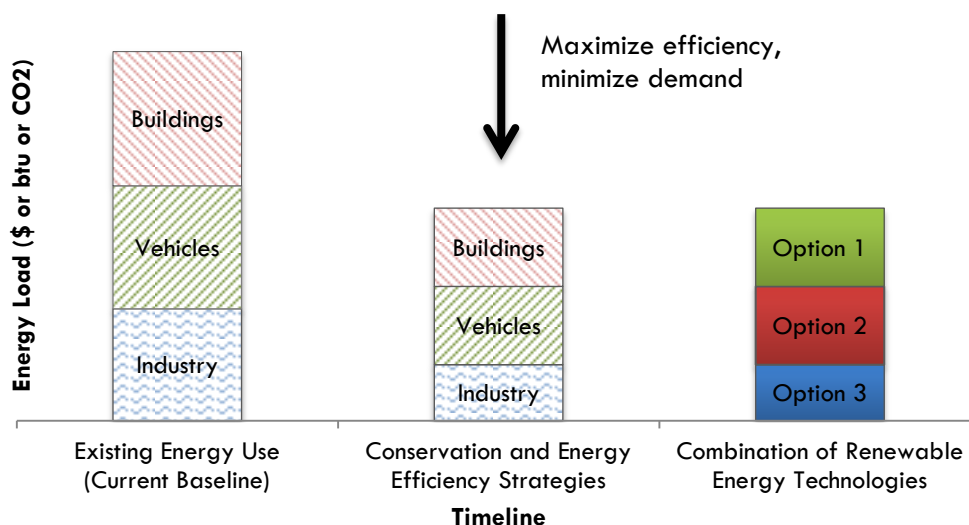 Energy Load ($ or btu or CO2)
Maximize efficiency,
minimize demand
Buildings
Vehicles
Industry
Buildings
Vehicles
Industry
Option 1
Option 2
Option 3
Existing Energy Use
(Current Baseline)
Conservation and Energy
Efficiency Strategies
Combination of Renewable
Energy Technologies
Timeline